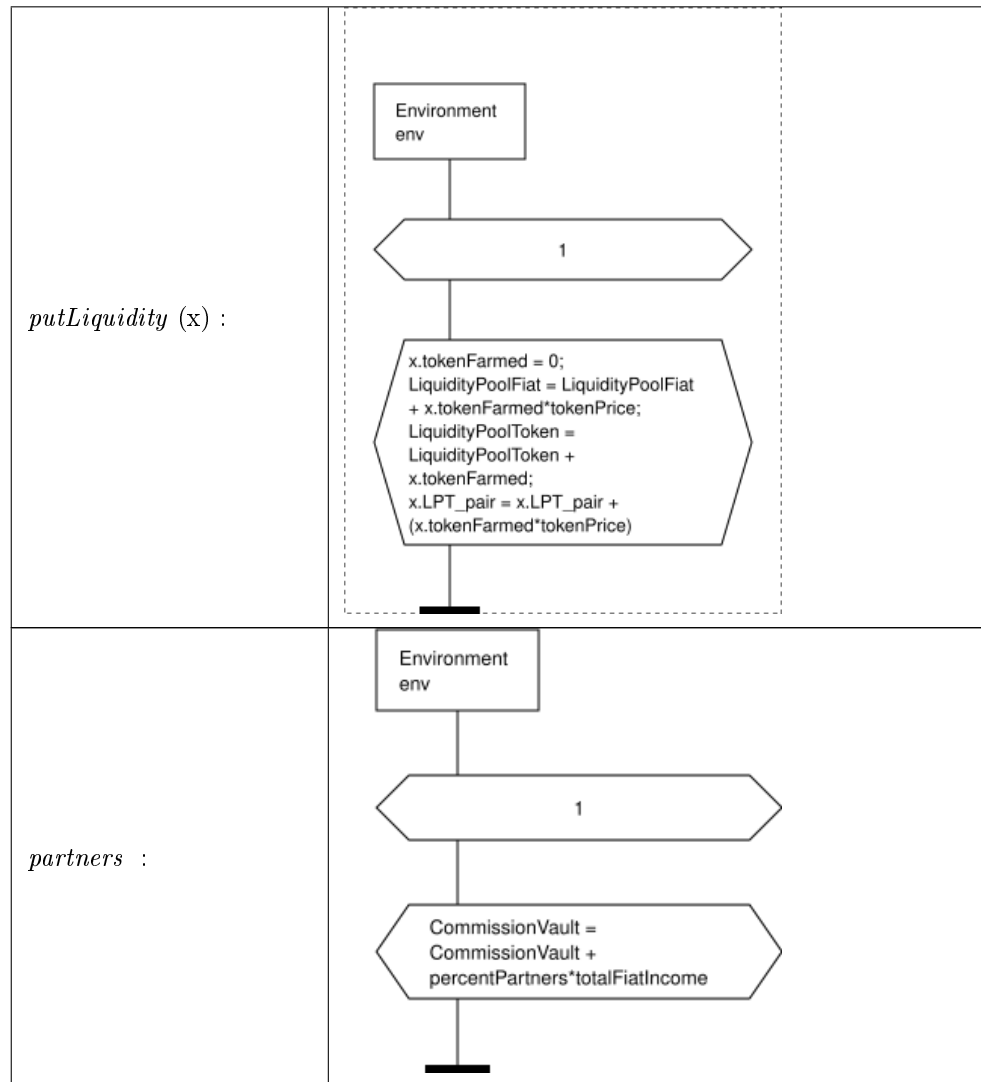 Environment
env
1
putLiquidity (x) :
x.tokenFarmed = 0;
LiquidityPoolFiat = LiquidityPoolFiat
+ x.tokenFarmed*tokenPrice;
LiquidityPoolToken =
LiquidityPoolToken +
x.tokenFarmed;
x.LPT_pair = x.LPT_pair +
(x.tokenFarmed*tokenPrice)
Environment
env
1
partners :
CommissionVault =
CommissionVault +
percentPartners*totalFiatIncome